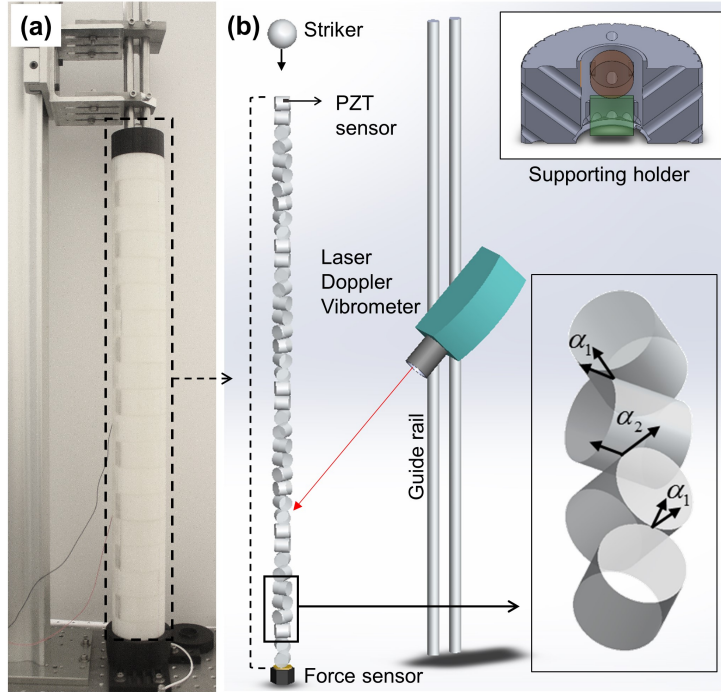 (a)
(b)
Striker
PZT
sensor
Supporting holder
Laser
Doppler
Vibrometer
Guide rail
α₁
α₂
α₁
Force sensor